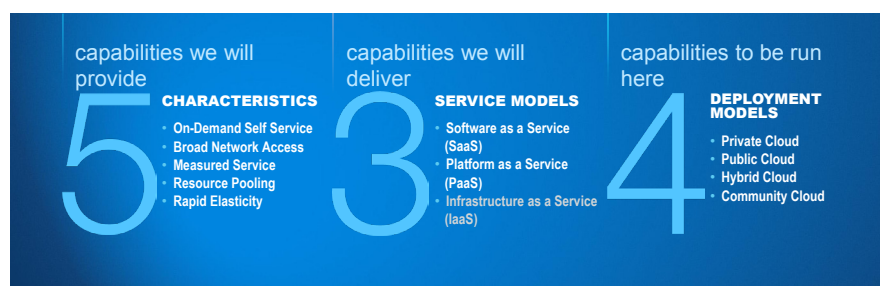 capabilities we will
provide
5
CHARACTERISTICS
• On-Demand Self Service
• Broad Network Access
• Measured Service
• Resource Pooling
• Rapid Elasticity
capabilities we will
deliver
3
SERVICE MODELS
• Software as a Service
(SaaS)
• Platform as a Service
(PaaS)
• Infrastructure as a Service
(IaaS)
capabilities to be run
here
4
DEPLOYMENT
MODELS
• Private Cloud
• Public Cloud
• Hybrid Cloud
• Community Cloud